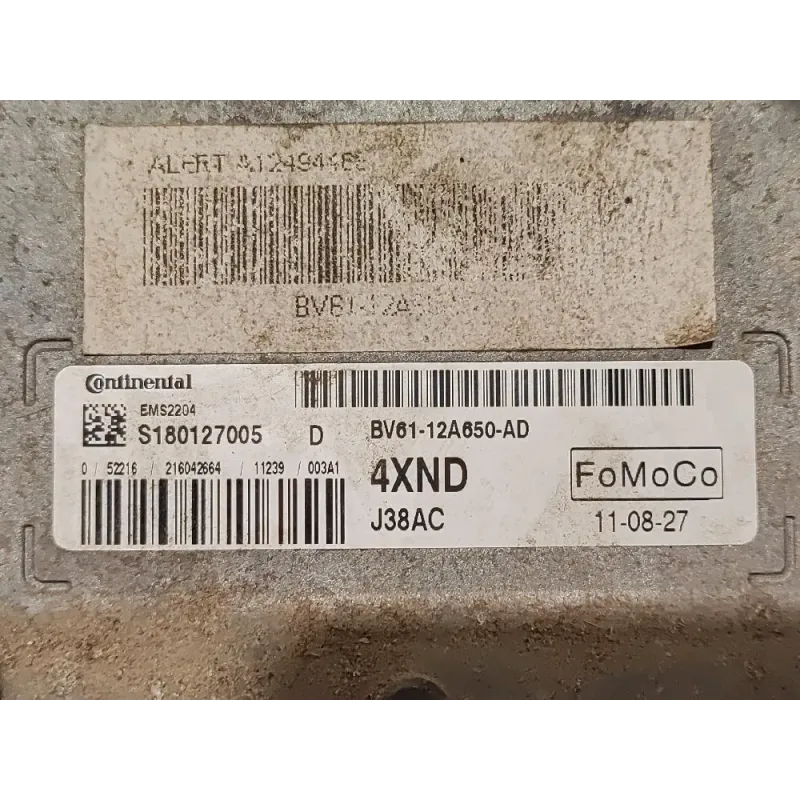 ALERT
BV61-12A
Continental
EMS2204
S180127005 D
BV61-12A650-AD
0 / 52216 / 216042664 / 11239 / 003A1
4XND
FoMoCo
J38AC
11-08-27